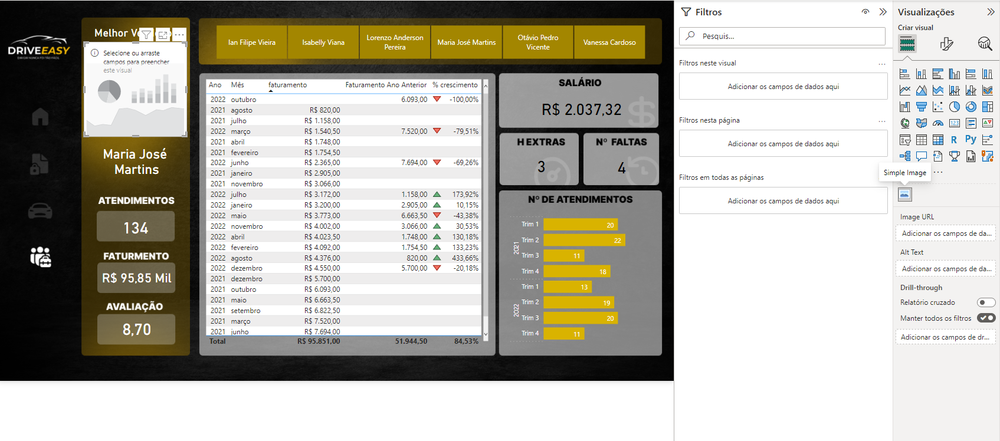 DRIVEEASY
DIRIGIR NUNCA FOI TÃO FÁCIL
Melhor Ve
Selecione ou arraste
campos para preencher
este visual
Maria José
Martins
ATENDIMENTOS
134
FATURMENTO
R$ 95,85 Mil
AVALIAÇÃO
8,70
Ian Filipe Vieira
Isabelly Viana
Lorenzo Anderson
Pereira
Maria José Martins
Otávio Pedro
Vicente
Vanessa Cardoso
Ano Mês faturamento Faturamento Ano Anterior % crescimento
2022 outubro 6.093,00 -100,00%
2021 agosto R$ 820,00
2021 julho R$ 1.158,00
2022 março R$ 1.540,50 7.520,00 -79,51%
2021 abril R$ 1.748,00
2021 fevereiro R$ 1.754,50
2022 junho R$ 2.365,00 7.694,00 -69,26%
2021 janeiro R$ 2.905,00
2021 novembro R$ 3.066,00
2022 julho R$ 3.172,00 1.158,00 173,92%
2022 janeiro R$ 3.200,00 2.905,00 10,15%
2022 maio R$ 3.773,00 6.663,50 -43,38%
2022 novembro R$ 4.002,00 3.066,00 30,53%
2022 abril R$ 4.023,50 1.748,00 130,18%
2022 fevereiro R$ 4.092,00 1.754,50 133,23%
2022 agosto R$ 4.376,00 820,00 433,66%
2022 dezembro R$ 4.550,00 5.700,00 -20,18%
2021 dezembro R$ 5.700,00
2021 outubro R$ 6.093,00
2021 maio R$ 6.663,50
2021 setembro R$ 6.822,50
2021 março R$ 7.520,00
2021 junho R$ 7.694,00
Total R$ 95.851,00 51.944,50 84,53%
SALÁRIO
R$ 2.037,32
H EXTRAS
3
Nº FALTAS
4
Nº DE ATENDIMENTOS
2021
Trim 1 20
Trim 2 22
Trim 3 11
Trim 4 18
2022
Trim 1 13
Trim 2 19
Trim 3 20
Trim 4 11
Filtros
Pesquis...
Filtros neste visual ...
Adicionar os campos de dados aqui
Filtros nesta página ...
Adicionar os campos de dados aqui
Filtros em todas as páginas
Adicionar os campos de dados aqui
Visualizações
Criar visual
123
R Py
Simple Image ...
Image URL
Adicionar os campos de da...
Alt Text
Adicionar os campos de da...
Drill-through
Relatório cruzado
Manter todos os filtros
Adicionar os campos de dr...